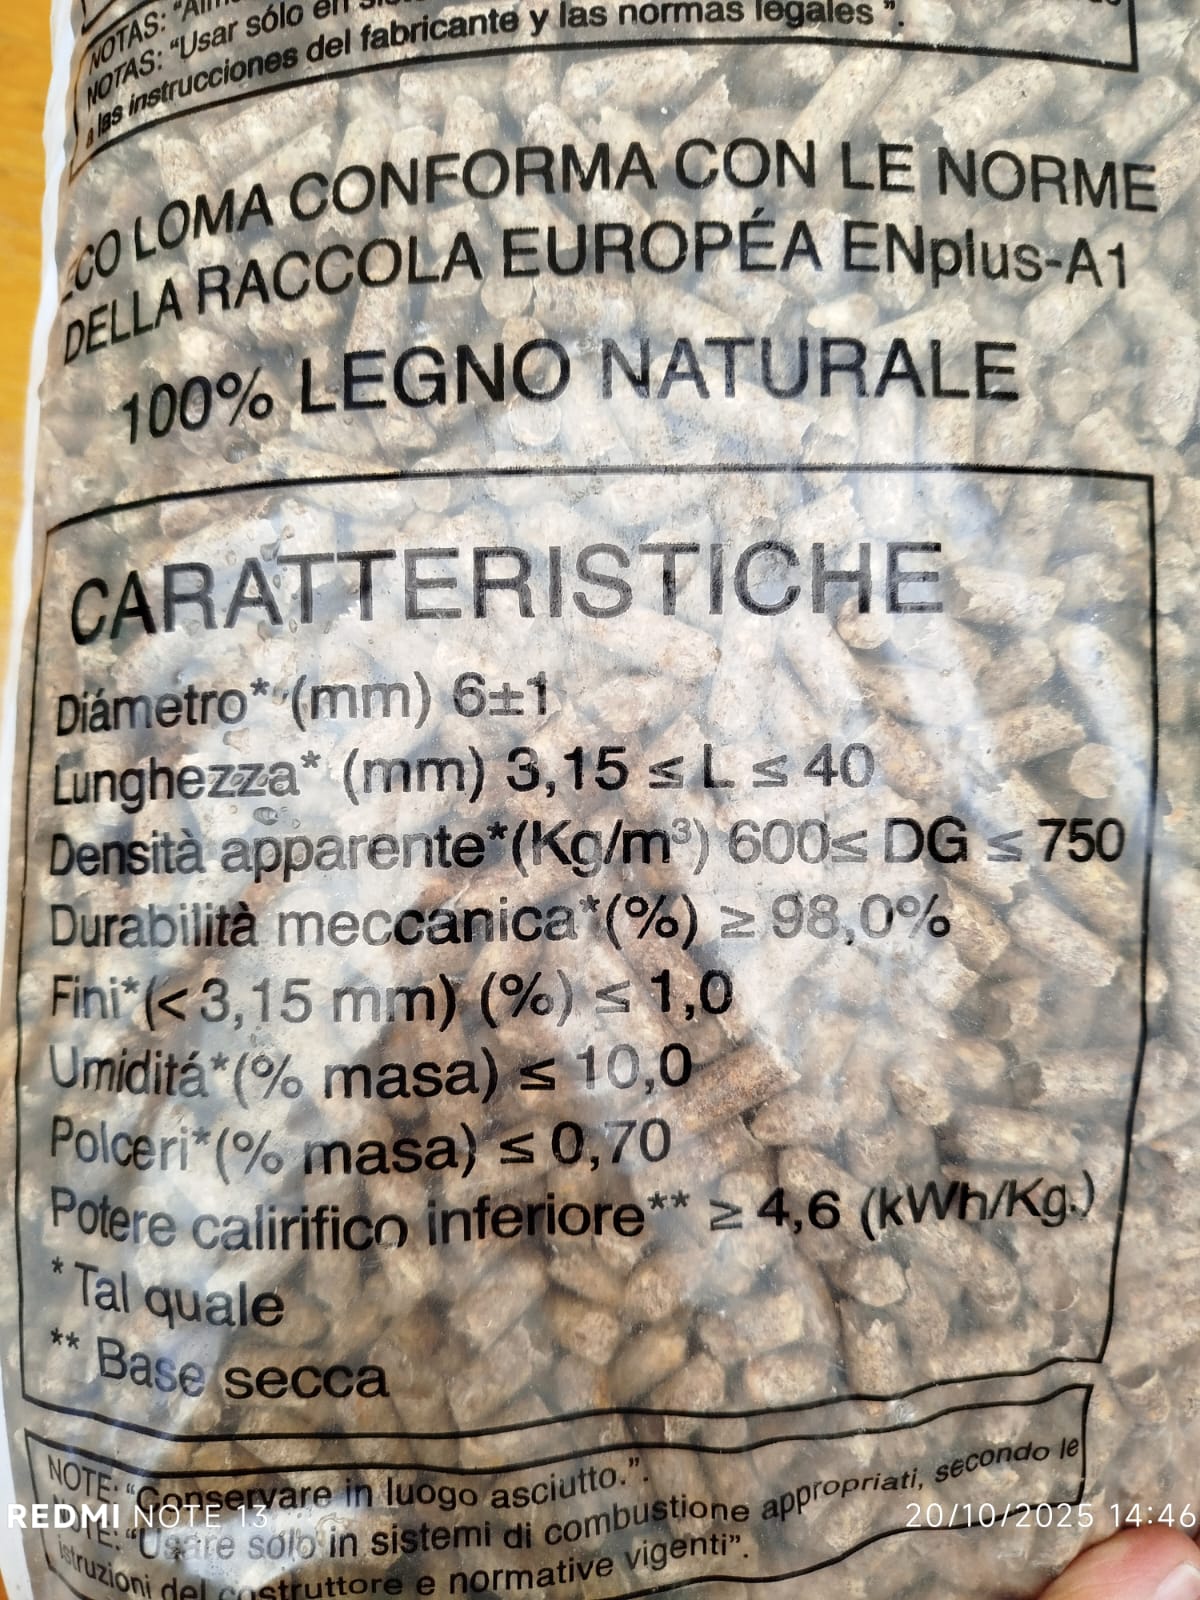 NOTAS:
NOTAS: "Usar sólo en
a las instrucciones del fabricante y las normas legales".
ECO LOMA CONFORMA CON LE NORME
DELLA RACCOLA EUROPÉA ENplus-A1
100% LEGNO NATURALE
CARATTERISTICHE
Diámetro* (mm) 6±1
Lunghezza* (mm) 3,15 ≤ L ≤ 40
Densità apparente*(Kg/m³) 600≤ DG ≤ 750
Durabilità meccanica*(%) ≥ 98,0%
Fini*(<3,15 mm) (%) ≤ 1,0
Umiditá*(% masa) ≤ 10,0
Polceri*(% masa) ≤ 0,70
Potere calirifico inferiore** ≥ 4,6 (kWh/Kg.)
* Tal quale
** Base secca
NOTE: "Conservare in luogo asciutto.".
NOTE: "Usare solo in sistemi di combustione appropriati, secondo le
istruzioni del costruttore e normative vigenti".
REDMI NOTE 13
20/10/2025 14:46